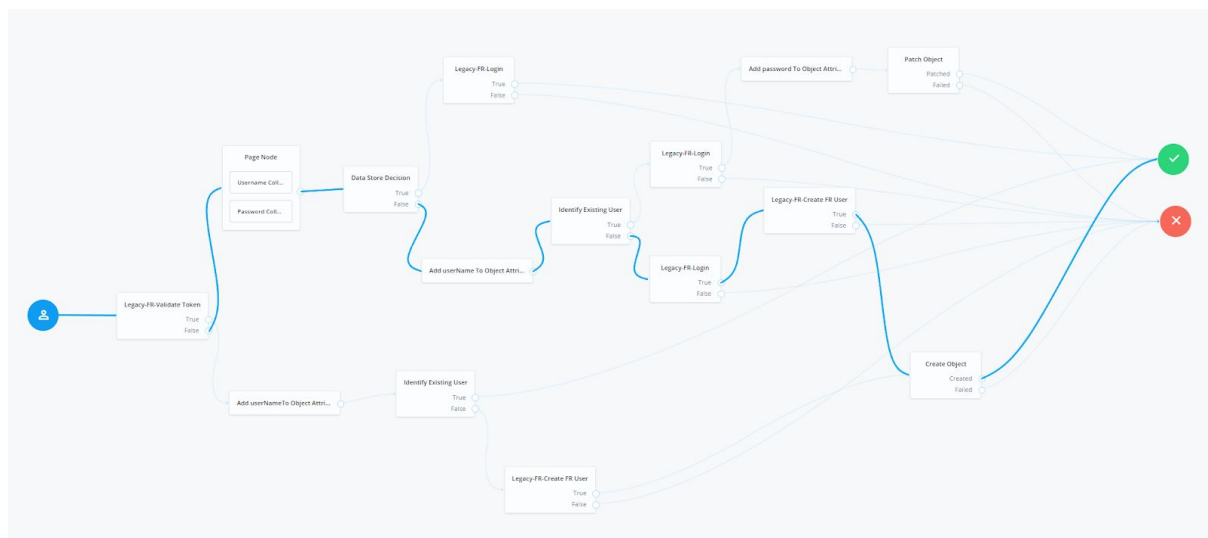 Legacy-FR-Validate Token
True
False
Page Node
Username Coll...
Password Coll...
Data Store Decision
True
False
Legacy-FR-Login
True
False
Add userName To Object Attri...
Identify Existing User
True
False
Legacy-FR-Login
True
False
Legacy-FR-Login
True
False
Add password To Object Attri...
Patch Object
Patched
Failed
Legacy-FR-Create FR User
True
False
Create Object
Created
Failed
Add userNameTo Object Attri...
Identify Existing User
True
False
Legacy-FR-Create FR User
True
False